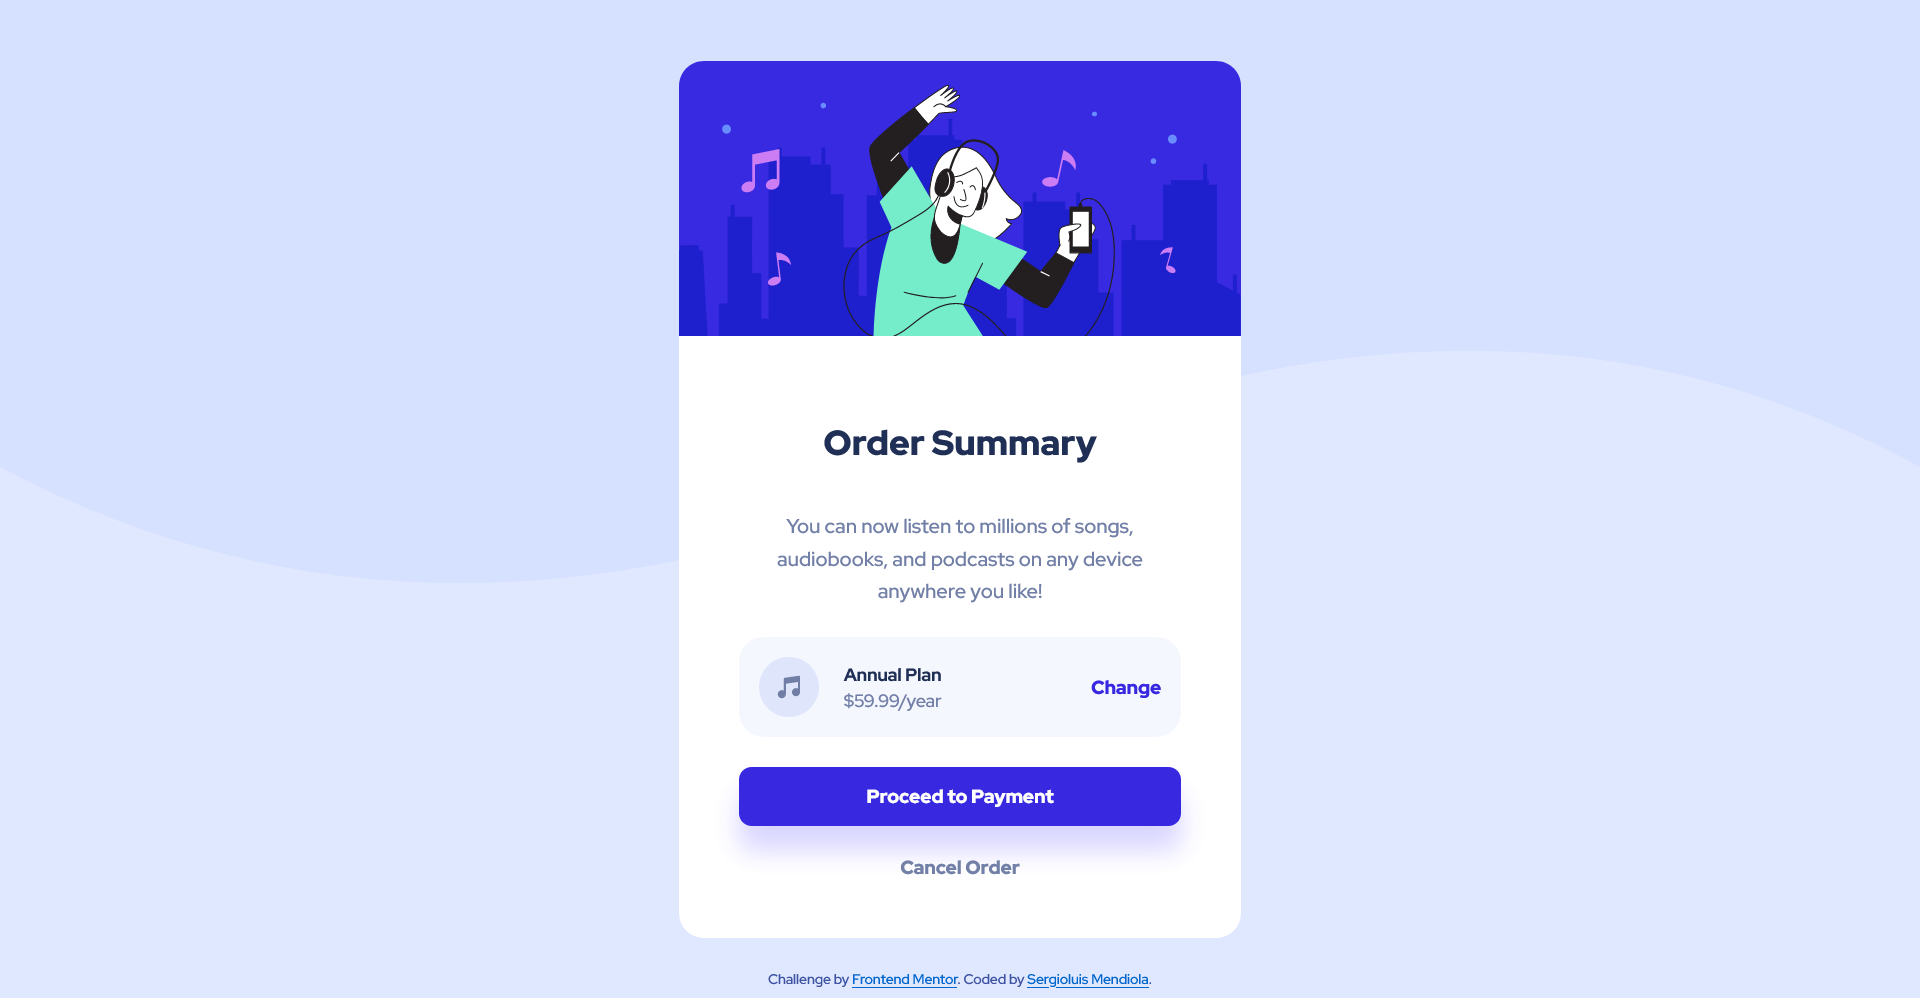 Order Summary
You can now listen to millions of songs,
audiobooks, and podcasts on any device
anywhere you like!
Annual Plan
$59.99/year
Change
Proceed to Payment
Cancel Order
Challenge by Frontend Mentor. Coded by Sergioluis Mendiola.